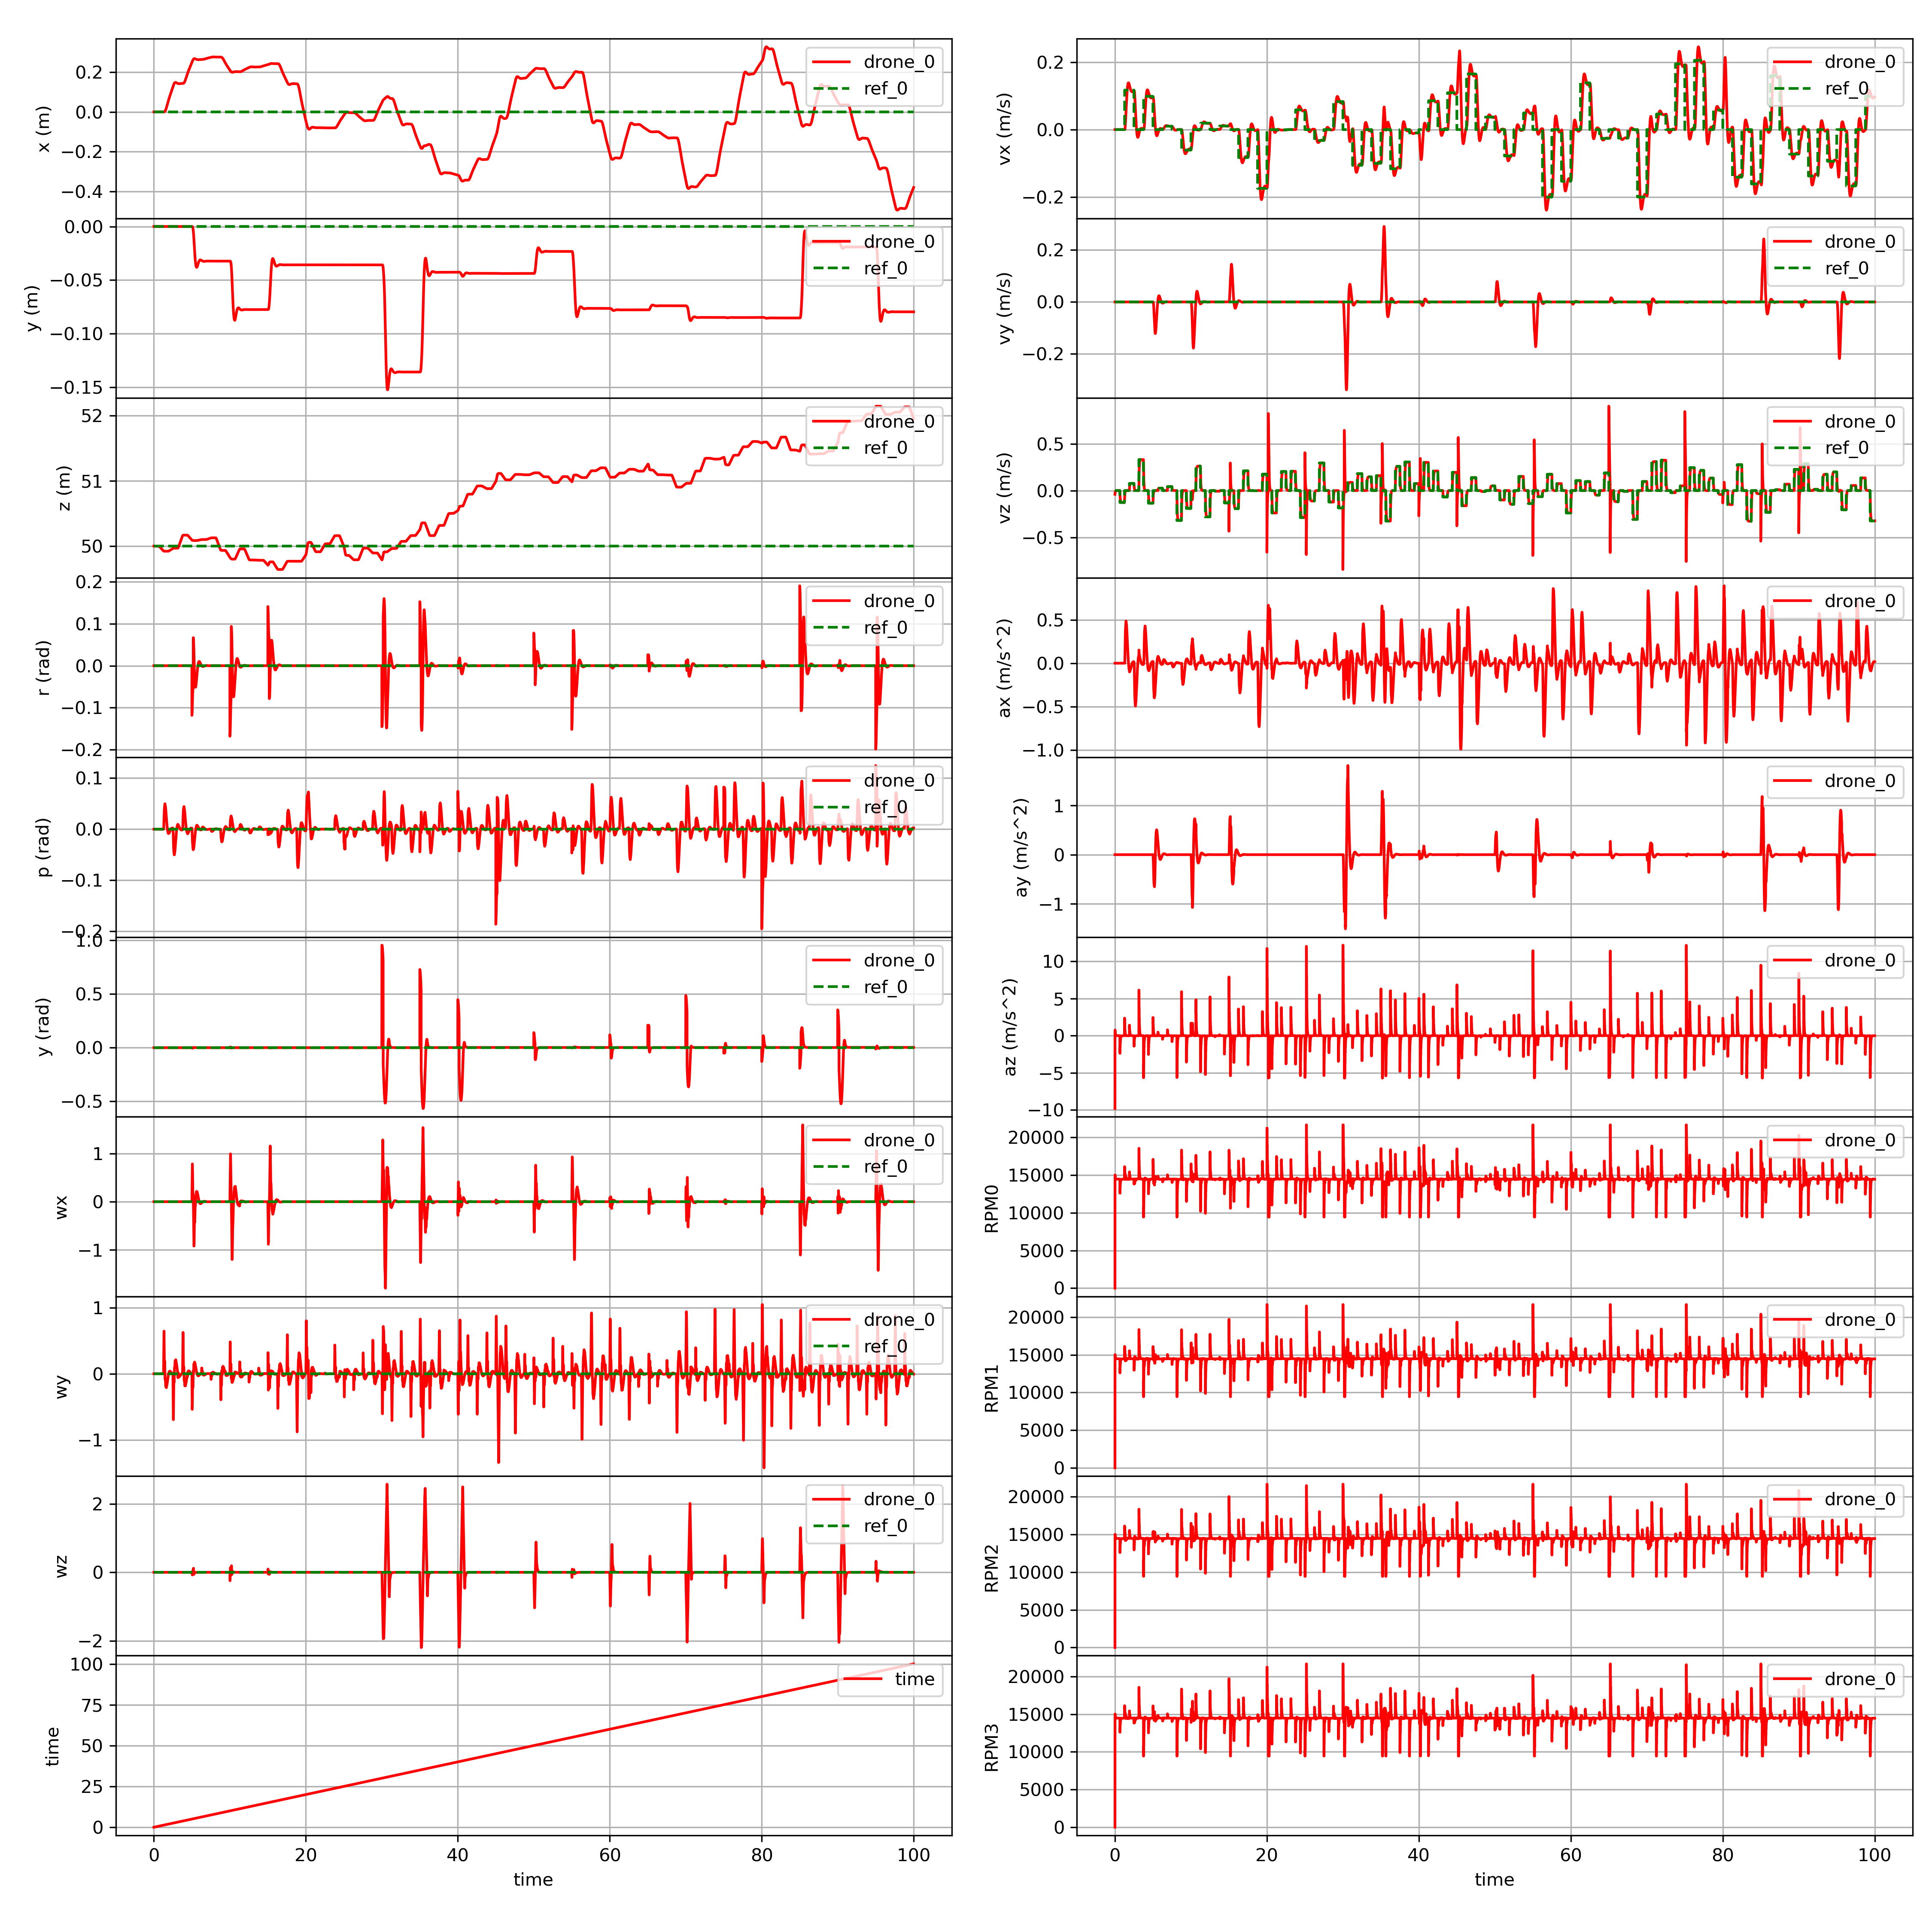 x (m)
0.2
0.0
−0.2
−0.4
drone_0
ref_0
y (m)
0.00
−0.05
−0.10
−0.15
drone_0
ref_0
z (m)
52
51
50
drone_0
ref_0
r (rad)
0.2
0.1
0.0
−0.1
−0.2
drone_0
ref_0
p (rad)
0.1
0.0
−0.1
−0.2
drone_0
ref_0
y (rad)
1.0
0.5
0.0
−0.5
drone_0
ref_0
wx
1
0
−1
drone_0
ref_0
wy
1
0
−1
drone_0
ref_0
wz
2
0
−2
drone_0
ref_0
time
100
75
50
25
0
time
0 20 40 60 80 100
time
vx (m/s)
0.2
0.0
−0.2
drone_0
ref_0
vy (m/s)
0.2
0.0
−0.2
drone_0
ref_0
vz (m/s)
0.5
0.0
−0.5
drone_0
ref_0
ax (m/s^2)
0.5
0.0
−0.5
−1.0
drone_0
ay (m/s^2)
1
0
−1
drone_0
az (m/s^2)
10
5
0
−5
−10
drone_0
RPM0
20000
15000
10000
5000
0
drone_0
RPM1
20000
15000
10000
5000
0
drone_0
RPM2
20000
15000
10000
5000
0
drone_0
RPM3
20000
15000
10000
5000
0
drone_0
0 20 40 60 80 100
time